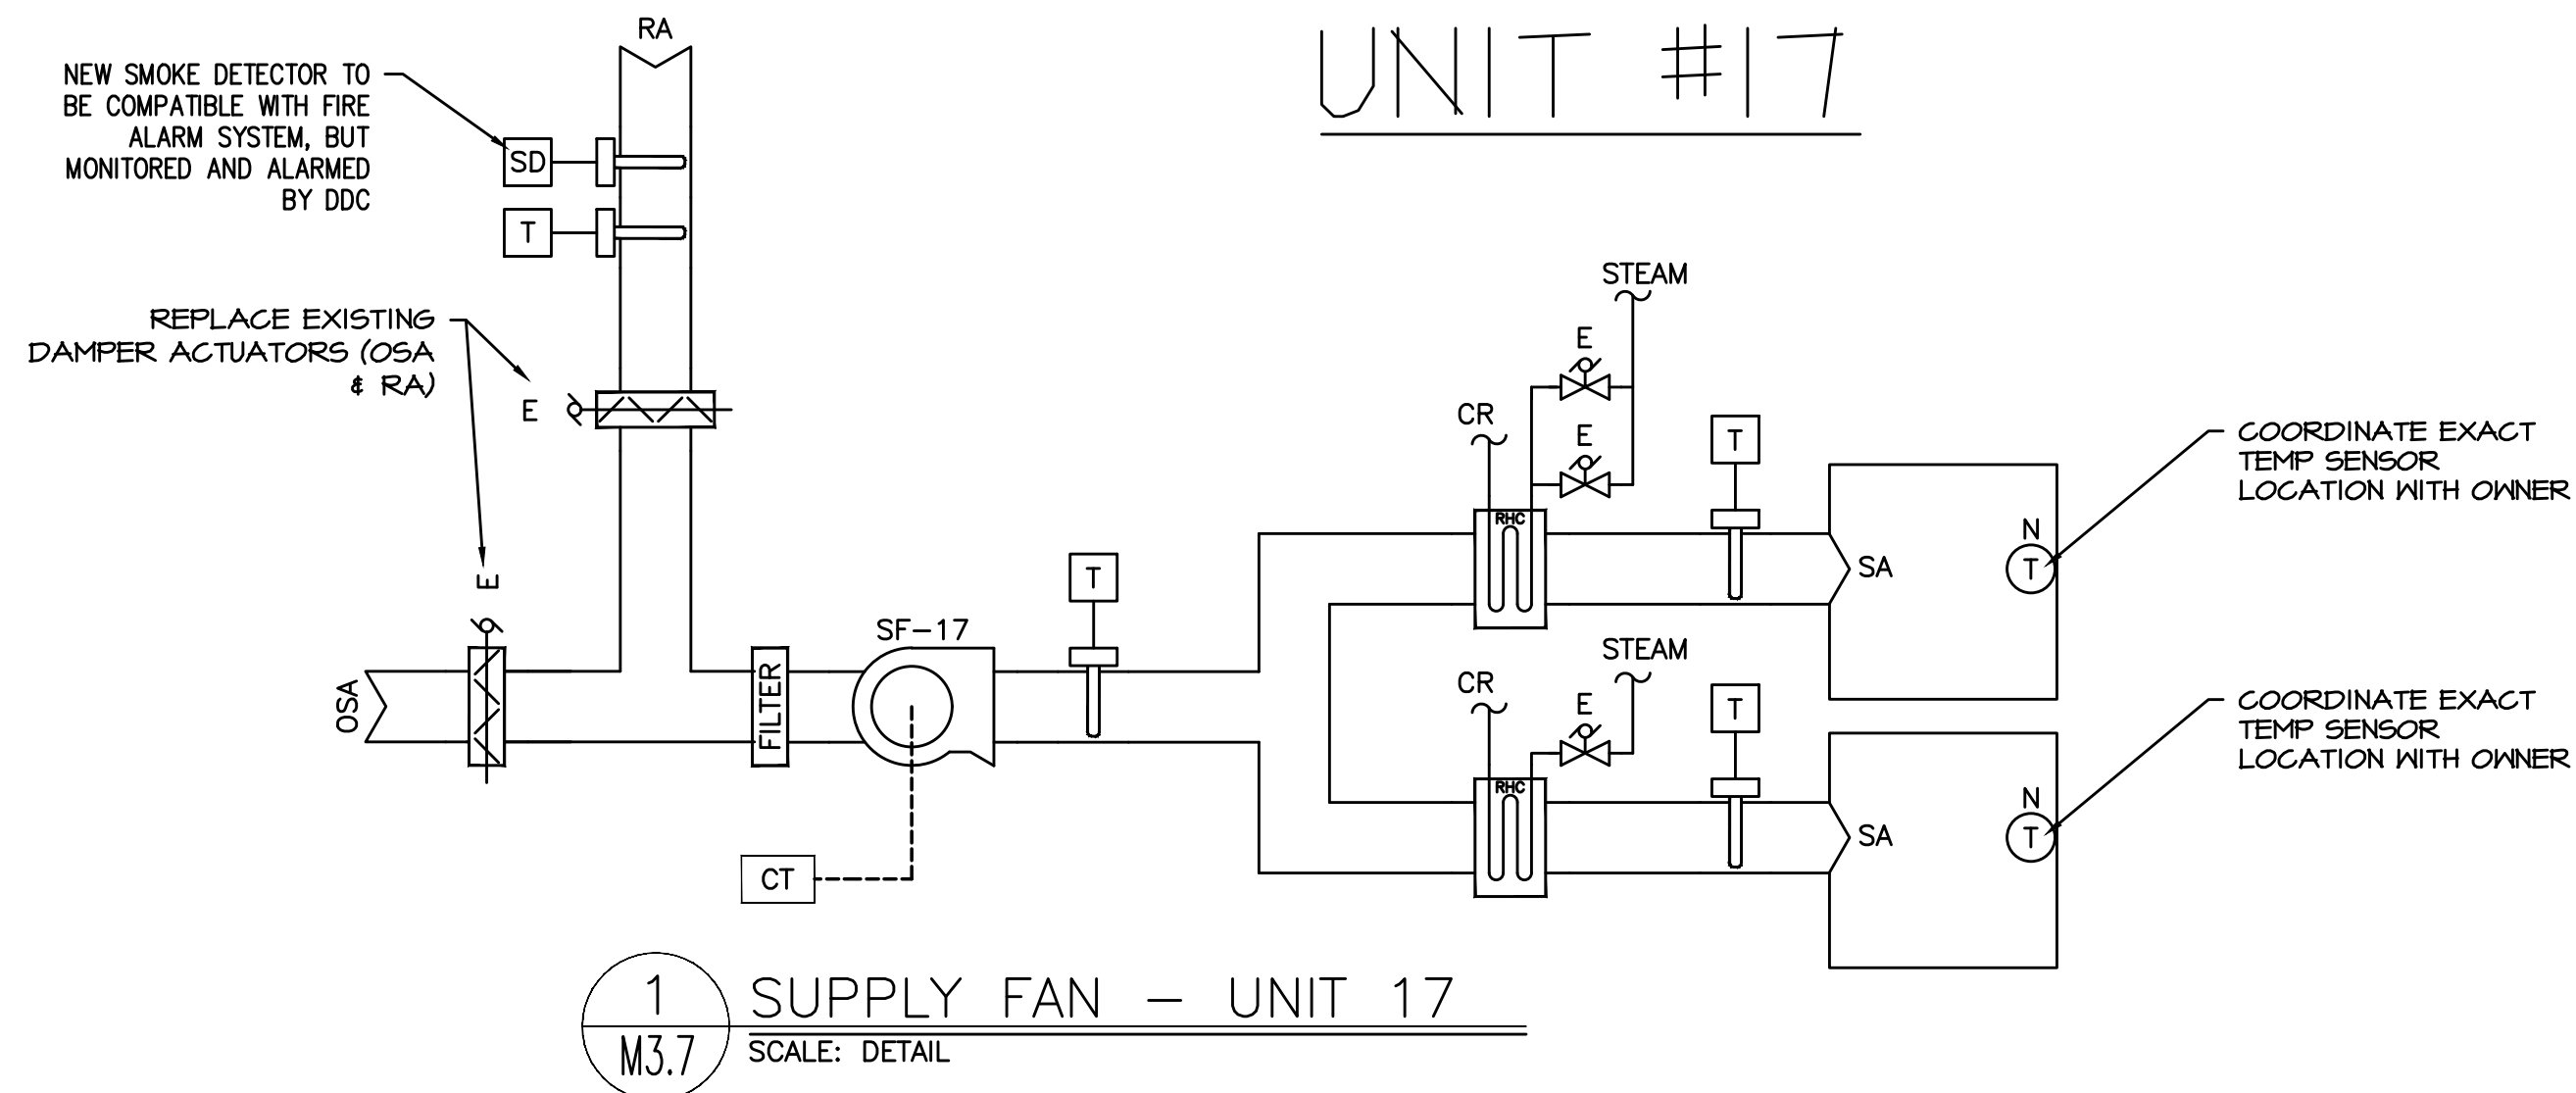 UNIT #17
RA
NEW SMOKE DETECTOR TO
BE COMPATIBLE WITH FIRE
ALARM SYSTEM, BUT
MONITORED AND ALARMED
BY DDC
SD
T
REPLACE EXISTING
DAMPER ACTUATORS (OSA
& RA)
E
E
OSA
FILTER
SF-17
CT
T
STEAM
E
CR
E
RHC
T
SA
N
T
COORDINATE EXACT
TEMP SENSOR
LOCATION WITH OWNER
STEAM
CR
E
RHC
T
SA
N
T
COORDINATE EXACT
TEMP SENSOR
LOCATION WITH OWNER
1
M3.7
SUPPLY FAN - UNIT 17
SCALE: DETAIL